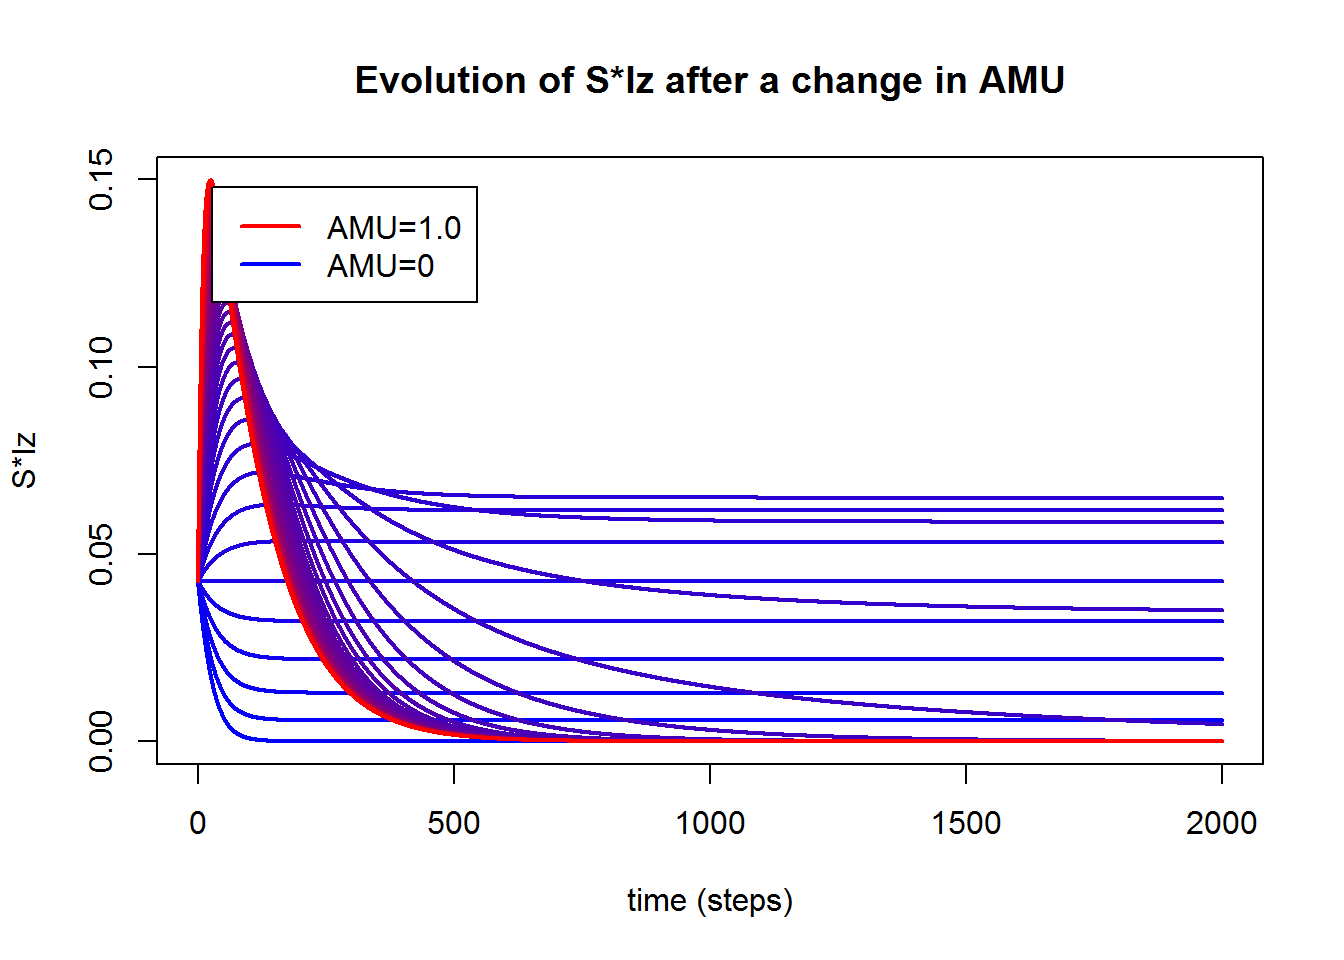 Evolution of S*Iz after a change in AMU
0.15
0.10
0.05
0.00
S*Iz
AMU=1.0
AMU=0
0 500 1000 1500 2000
time (steps)